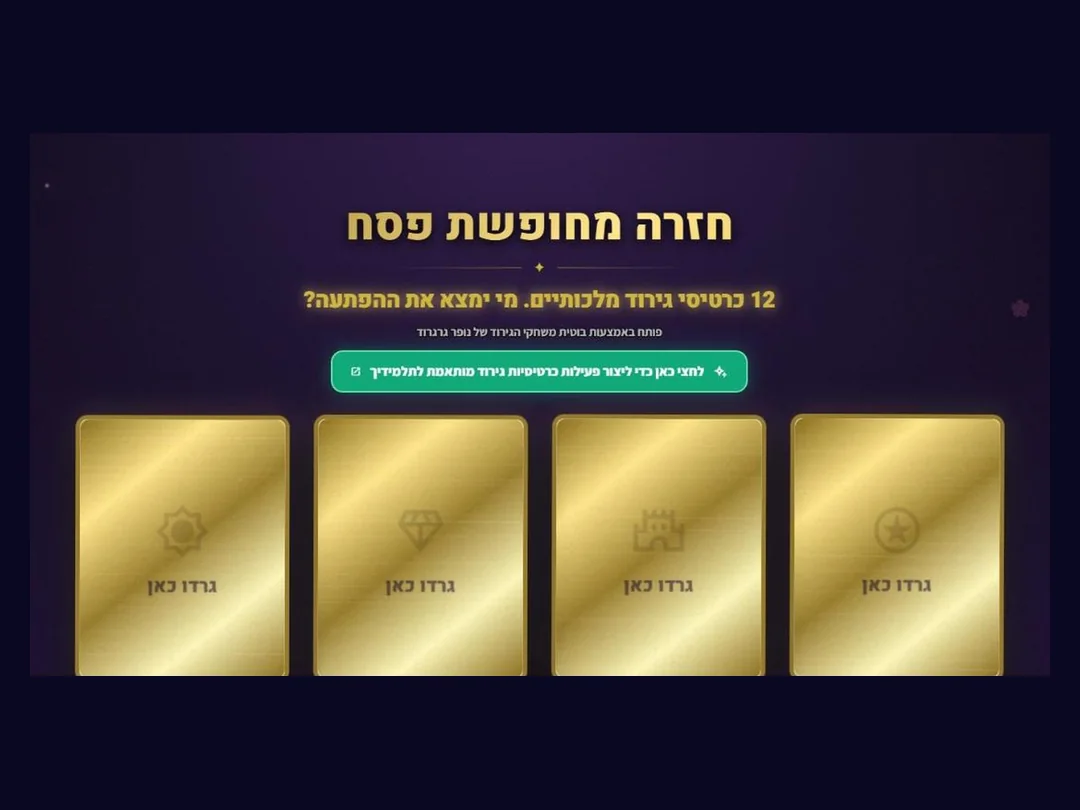 חזרה מחופשת פסח
12 כרטיסי גירוד מלכותיים. מי ימצא את ההפתעה?
פותח באמצעות בוטית משחקי הגירוד של נופר גרגרוד
לחצי כאן כדי ליצור פעילות כרטיסיות גירוד מותאמת לתלמידיך
גרדו כאן
גרדו כאן
גרדו כאן
גרדו כאן